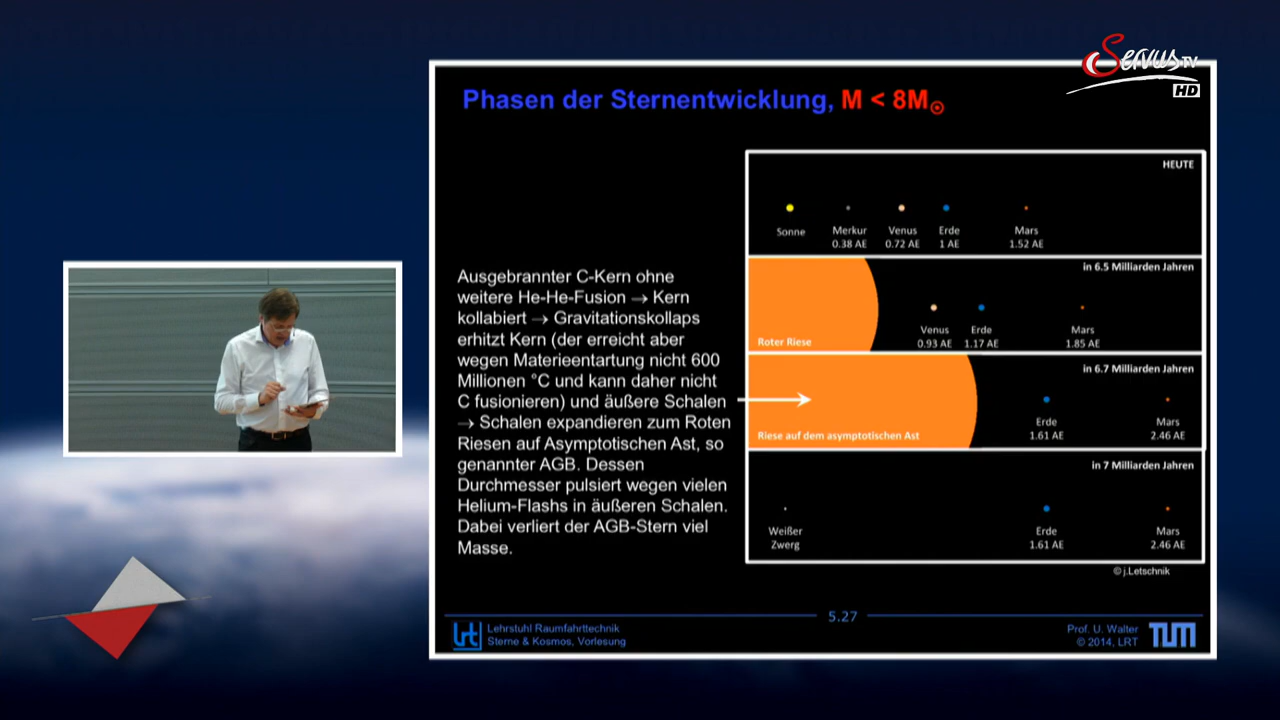 Servus TV
HD
Phasen der Sternentwicklung, M < 8M☉
Ausgebrannter C-Kern ohne
weitere He-He-Fusion → Kern
kollabiert → Gravitationskollaps
erhitzt Kern (der erreicht aber
wegen Materieentartung nicht 600
Millionen °C und kann daher nicht
C fusionieren) und äußere Schalen
→ Schalen expandieren zum Roten
Riesen auf Asymptotischen Ast, so
genannter AGB. Dessen
Durchmesser pulsiert wegen vielen
Helium-Flashs in äußeren Schalen.
Dabei verliert der AGB-Stern viel
Masse.
HEUTE
Sonne Merkur Venus Erde Mars
0.38 AE 0.72 AE 1 AE 1.52 AE
in 6.5 Milliarden Jahren
Venus Erde Mars
0.93 AE 1.17 AE 1.85 AE
Roter Riese
in 6.7 Milliarden Jahren
Erde Mars
1.61 AE 2.46 AE
Riese auf dem asymptotischen Ast
in 7 Milliarden Jahren
Weißer Erde Mars
Zwerg 1.61 AE 2.46 AE
© j.Letschnik
5.27
lrt
Lehrstuhl Raumfahrttechnik
Sterne & Kosmos, Vorlesung
Prof. U. Walter
© 2014, LRT
TUM